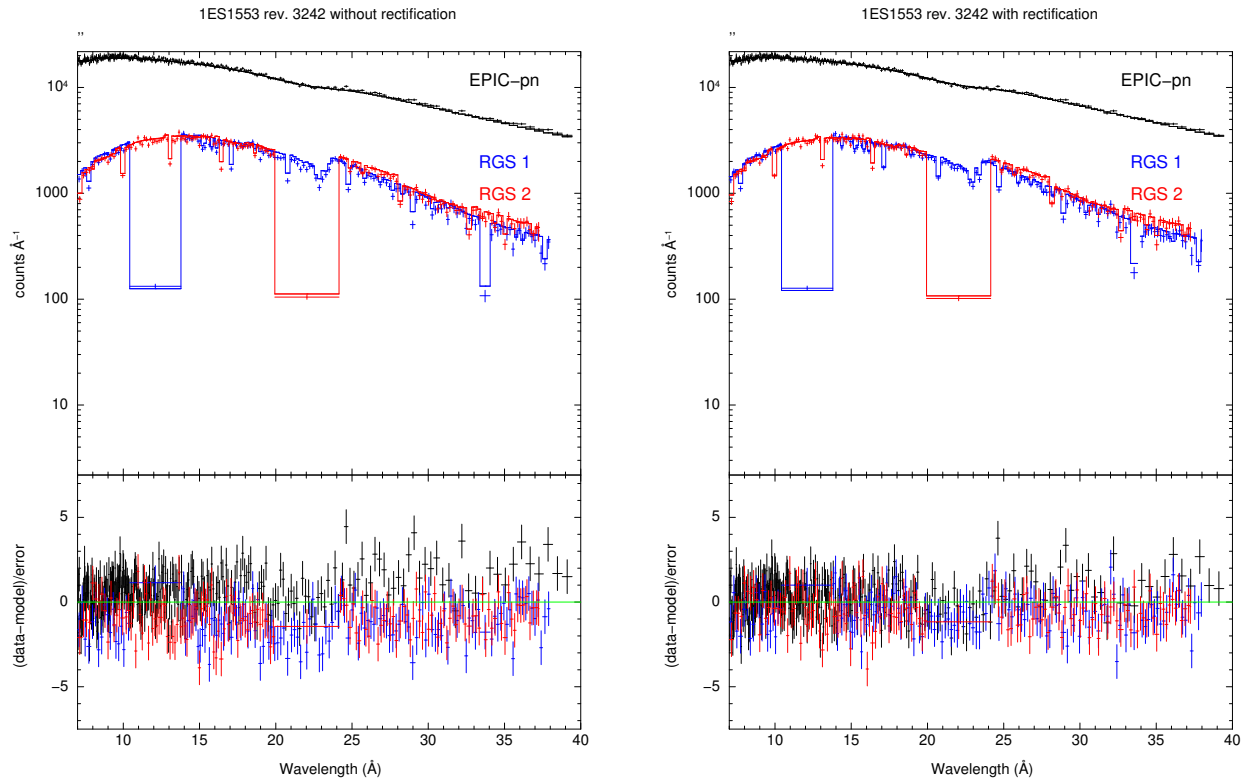 1ES1553 rev. 3242 without rectification
”
EPIC−pn
RGS 1
RGS 2
10⁴
1000
100
10
counts Å⁻¹
5
0
−5
(data−model)/error
10 15 20 25 30 35 40
Wavelength (Å)
1ES1553 rev. 3242 with rectification
”
EPIC−pn
RGS 1
RGS 2
10⁴
1000
100
10
counts Å⁻¹
5
0
−5
(data−model)/error
10 15 20 25 30 35 40
Wavelength (Å)